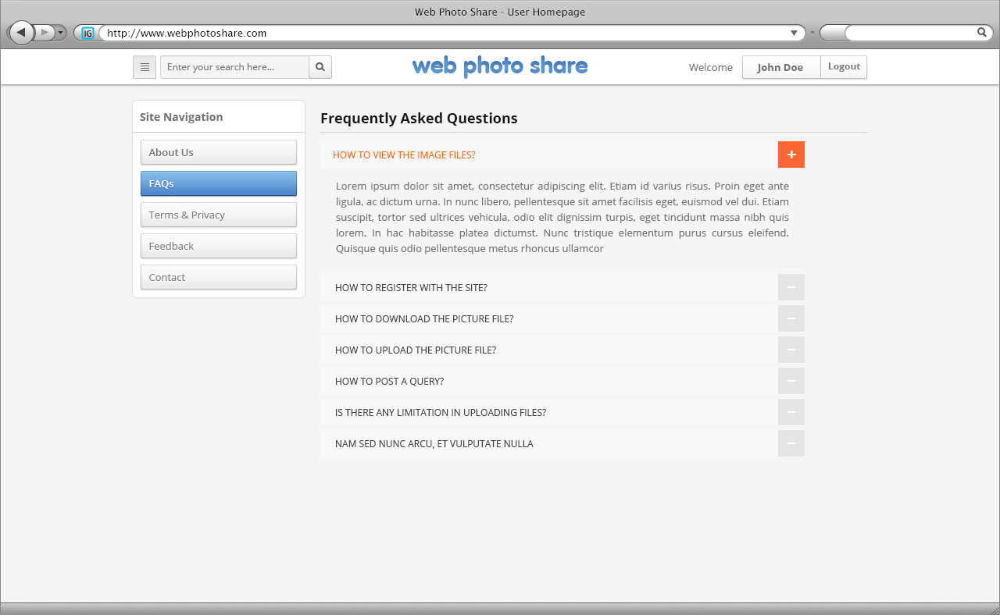 Web Photo Share - User Homepage
IG http://www.webphotoshare.com
Enter your search here...
web photo share
Welcome John Doe Logout
Site Navigation
About Us
FAQs
Terms & Privacy
Feedback
Contact
Frequently Asked Questions
HOW TO VIEW THE IMAGE FILES?
Lorem ipsum dolor sit amet, consectetur adipiscing elit. Etiam id varius risus. Proin eget ante
ligula, ac dictum urna. In nunc libero, pellentesque sit amet facilisis eget, euismod vel dui. Etiam
suscipit, tortor sed ultrices vehicula, odio elit dignissim turpis, eget tincidunt massa nibh quis
lorem. In hac habitasse platea dictumst. Nunc tristique elementum purus cursus eleifend.
Quisque quis odio pellentesque metus rhoncus ullamcor
HOW TO REGISTER WITH THE SITE?
HOW TO DOWNLOAD THE PICTURE FILE?
HOW TO UPLOAD THE PICTURE FILE?
HOW TO POST A QUERY?
IS THERE ANY LIMITATION IN UPLOADING FILES?
NAM SED NUNC ARCU, ET VULPUTATE NULLA